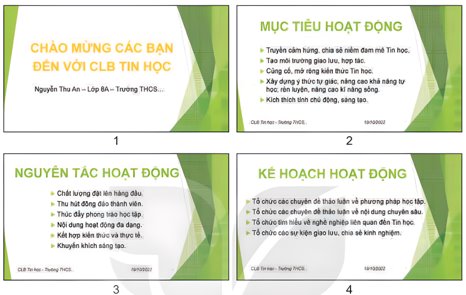 CHÀO MỪNG CÁC BẠN
ĐẾN VỚI CLB TIN HỌC
Nguyễn Thu An – Lớp 8A – Trường THCS...
1
MỤC TIÊU HOẠT ĐỘNG
Truyền cảm hứng, chia sẻ niềm đam mê Tin học.
Tạo môi trường giao lưu, hợp tác.
Củng cố, mở rộng kiến thức Tin học.
Xây dựng ý thức tự giác, nâng cao khả năng tự
học; rèn luyện, nâng cao kĩ năng sống.
Kích thích tính chủ động, sáng tạo.
CLB Tin học - Trường THCS..
10/10/2022
2
NGUYÊN TẮC HOẠT ĐỘNG
Chất lượng đặt lên hàng đầu.
Thu hút đông đảo thành viên.
Thúc đẩy phong trào học tập.
Nội dung hoạt động đa dạng.
Kết hợp kiến thức và thực tế.
Khuyến khích sáng tạo.
CLB Tin học - Trường THCS..
10/10/2022
3
KẾ HOẠCH HOẠT ĐỘNG
Tổ chức các chuyên đề thảo luận về phương pháp học tập.
Tổ chức các chuyên đề thảo luận về nội dung chuyên sâu.
Tổ chức tìm hiểu về nghề nghiệp liên quan đến Tin học.
Tổ chức các sự kiện giao lưu, chia sẻ kinh nghiệm.
CLB Tin học - Trường THCS..
10/10/2022
4